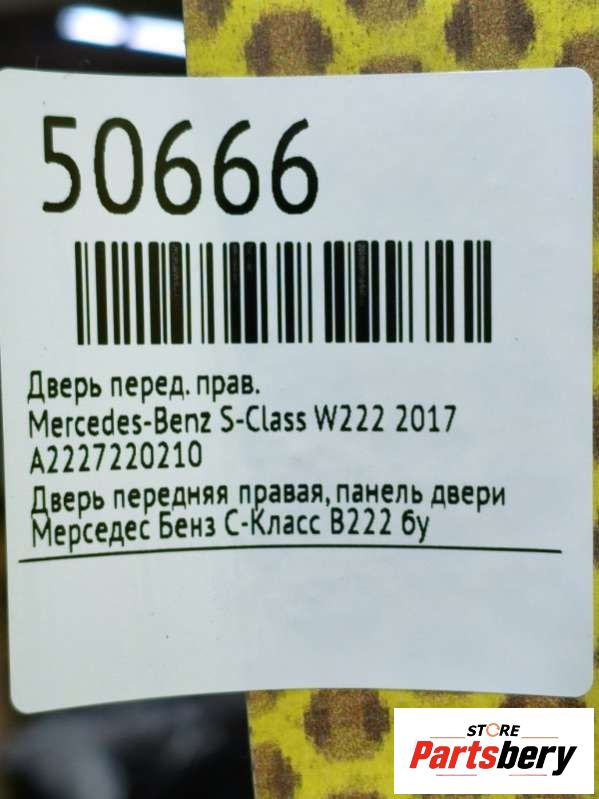 50666
Дверь перед. прав.
Mercedes-Benz S-Class W222 2017
A2227220210
Дверь передняя правая, панель двери
Мерседес Бенз С-Класс В222 бу
STORE
Partsbery